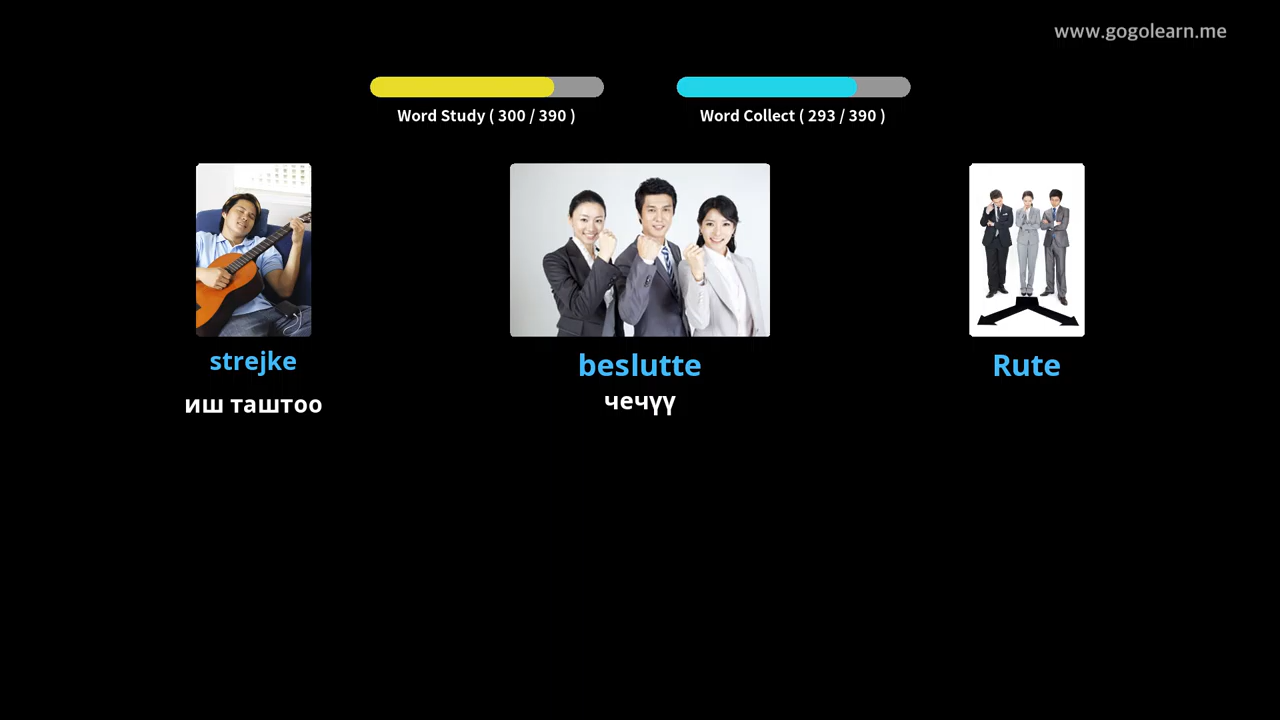 www.gogolearn.me
Word Study ( 300 / 390 )
Word Collect ( 293 / 390 )
strejke
beslutte
Rute
иш таштоо
чечүү